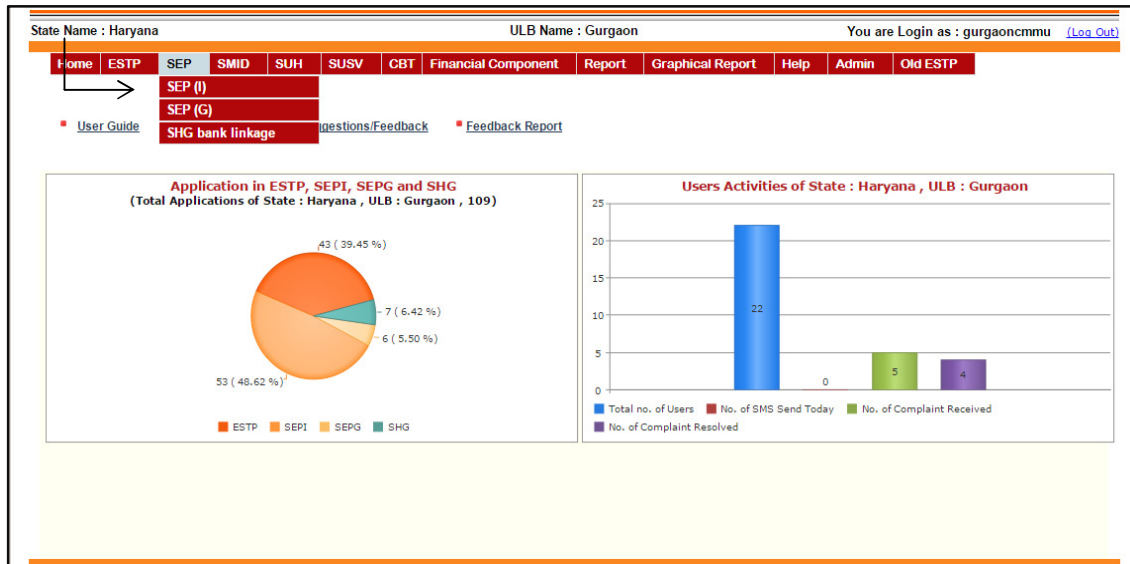 State Name : Haryana ULB Name : Gurgaon You are Login as : gurgaoncmmu (Log Out)
Home ESTP SEP SMID SUH SUSV CBT Financial Component Report Graphical Report Help Admin Old ESTP
SEP (I)
SEP (G)
SHG bank linkage
User Guide gestions/Feedback Feedback Report
Application in ESTP, SEPI, SEPG and SHG
(Total Applications of State : Haryana , ULB : Gurgaon , 109)
43 ( 39.45 %)
7 ( 6.42 %)
6 ( 5.50 %)
53 ( 48.62 %)
ESTP SEPI SEPG SHG
Users Activities of State : Haryana , ULB : Gurgaon
25
20
15
10
5
0
22
0
5
4
Total no. of Users No. of SMS Send Today No. of Complaint Received
No. of Complaint Resolved